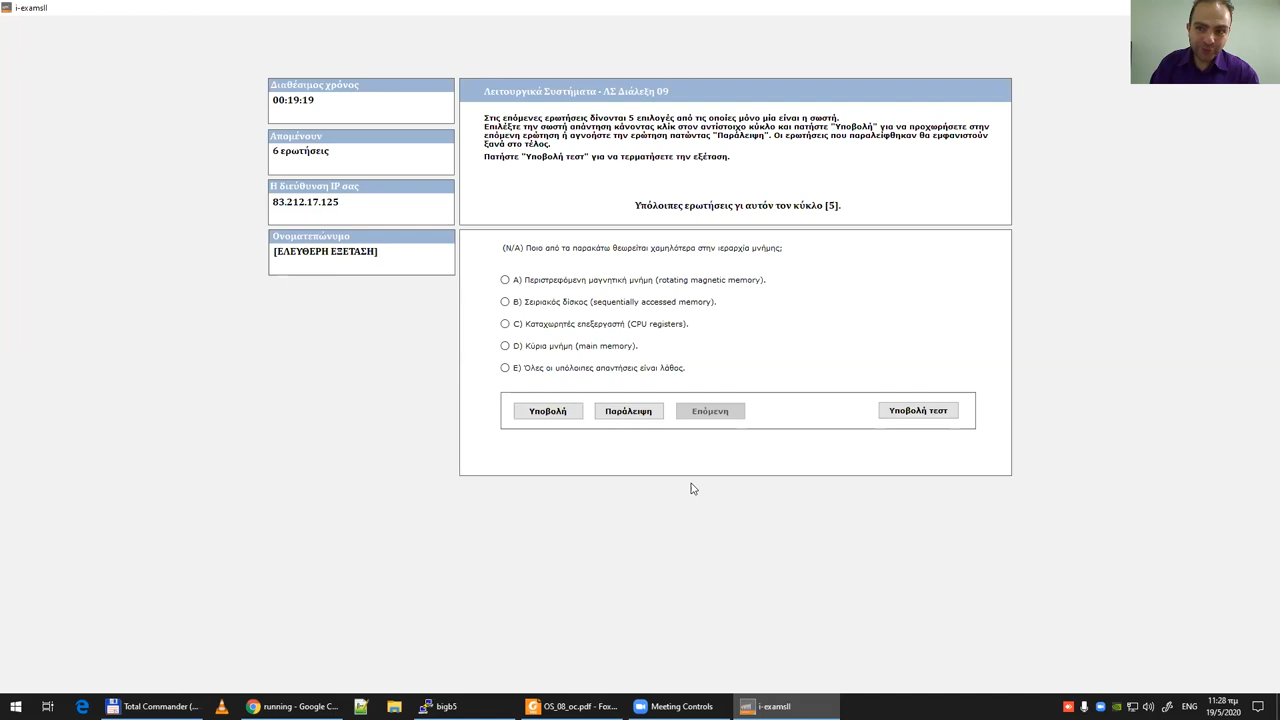 i-examsll
Διαθέσιμος χρόνος
00:19:19
Απομένουν
6 ερωτήσεις
Η διεύθυνση IP σας
83.212.17.125
Ονοματεπώνυμο
[ΕΛΕΥΘΕΡΗ ΕΞΕΤΑΣΗ]
Λειτουργικά Συστήματα - ΛΣ Διάλεξη 09
Στις επόμενες ερωτήσεις δίνονται 5 επιλογές από τις οποίες μόνο μία είναι η σωστή.
Επιλέξτε την σωστή απάντηση κάνοντας κλίκ στον αντίστοιχο κύκλο και πατήστε "Υποβολή" για να προχωρήσετε στην
επόμενη ερώτηση ή αγνοήστε την ερώτηση πατώντας "Παράλειψη". Οι ερωτήσεις που παραλείφθηκαν θα εμφανιστούν
ξανά στο τέλος.
Πατήστε "Υποβολή τεστ" για να τερματήσετε την εξέταση.
Υπόλοιπες ερωτήσεις γι αυτόν τον κύκλο [5].
(N/A) Ποιο από τα παρακάτω θεωρείται χαμηλότερα στην ιεραρχία μνήμης;
A) Περιστρεφόμενη μαγνητική μνήμη (rotating magnetic memory).
B) Σειριακός δίσκος (sequentially accessed memory).
C) Καταχωρητές επεξεργαστή (CPU registers).
D) Κύρια μνήμη (main memory).
E) Όλες οι υπόλοιπες απαντήσεις είναι λάθος.
Υποβολή Παράλειψη Επόμενη Υποβολή τεστ
Total Commander (... running - Google C... bigb5 OS_08_oc.pdf - Fox... Meeting Controls i-examsll ENG 11:28 πμ
19/5/2020